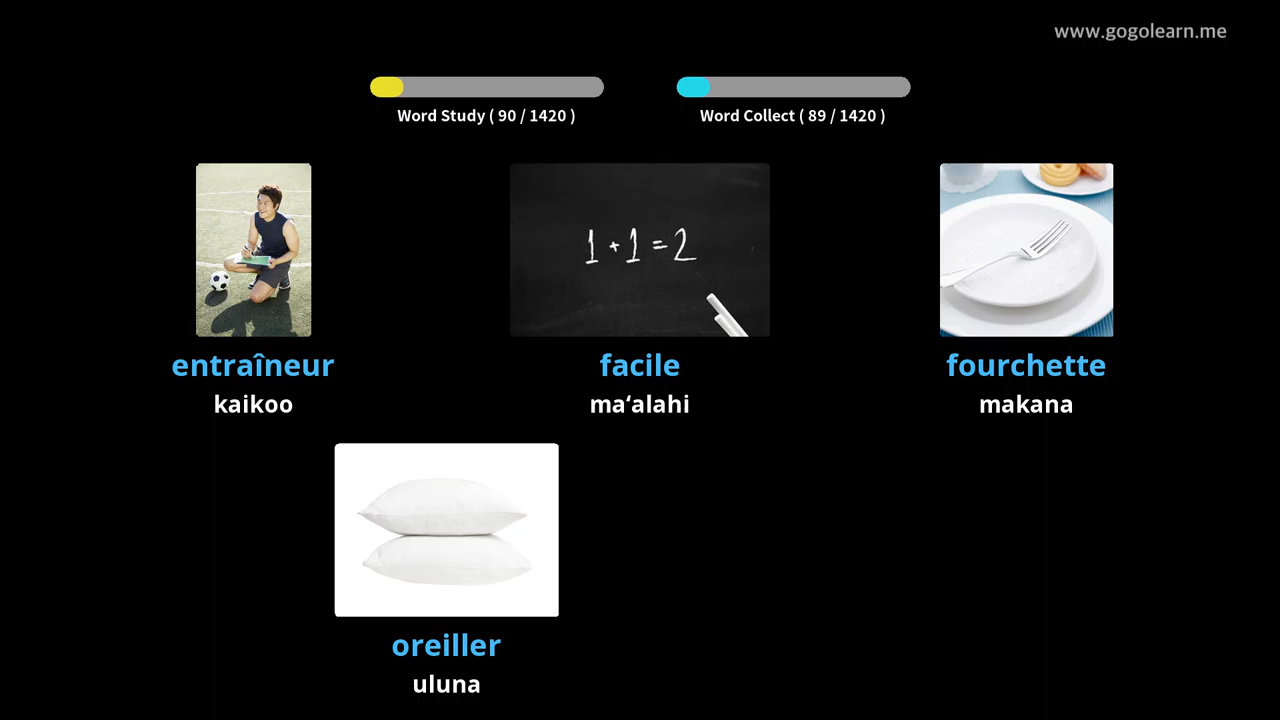 www.gogolearn.me
Word Study ( 90 / 1420 )
Word Collect ( 89 / 1420 )
1 + 1 = 2
entraîneur
kaikoo
facile
ma‘alahi
fourchette
makana
oreiller
uluna